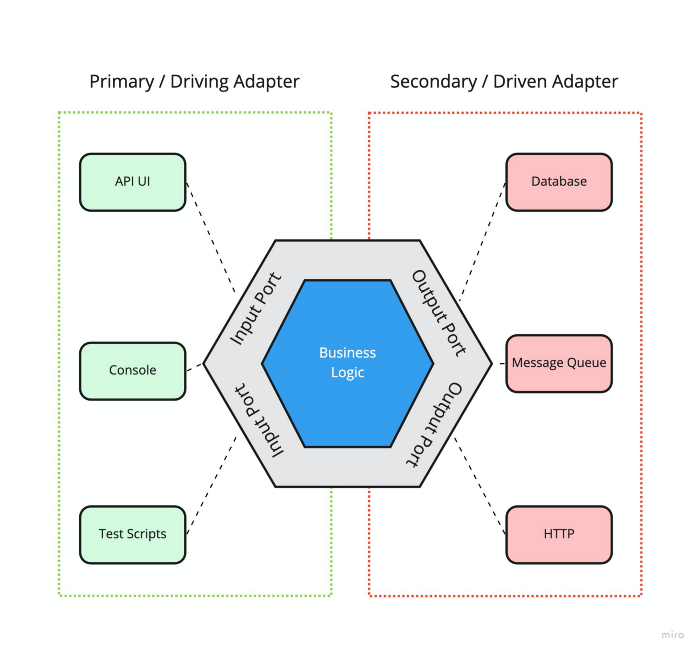 Primary / Driving Adapter
Secondary / Driven Adapter
API UI
Database
Input Port
Output Port
Business
Logic
Console
Message Queue
Input Port
Output Port
Test Scripts
HTTP
miro